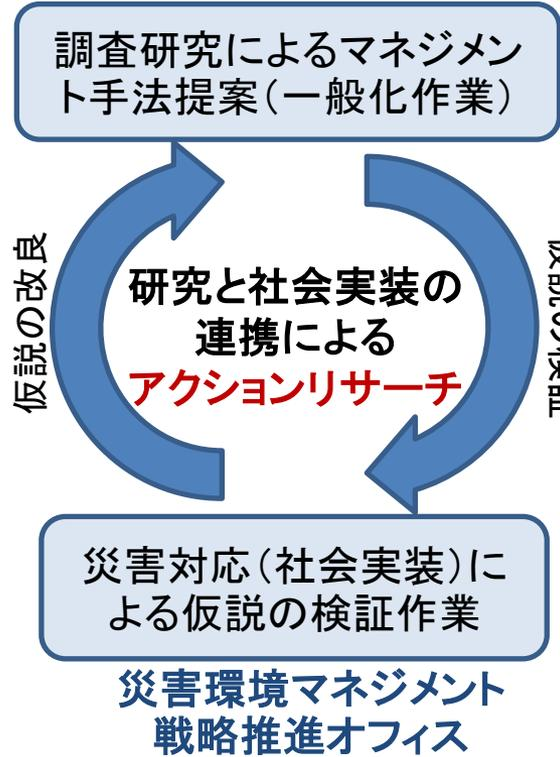 調査研究によるマネジメン
ト手法提案（一般化作業）
仮説の改良
研究と社会実装の
連携による
アクションリサーチ
災害対応（社会実装）に
よる仮説の検証作業
災害環境マネジメント
戦略推進オフィス